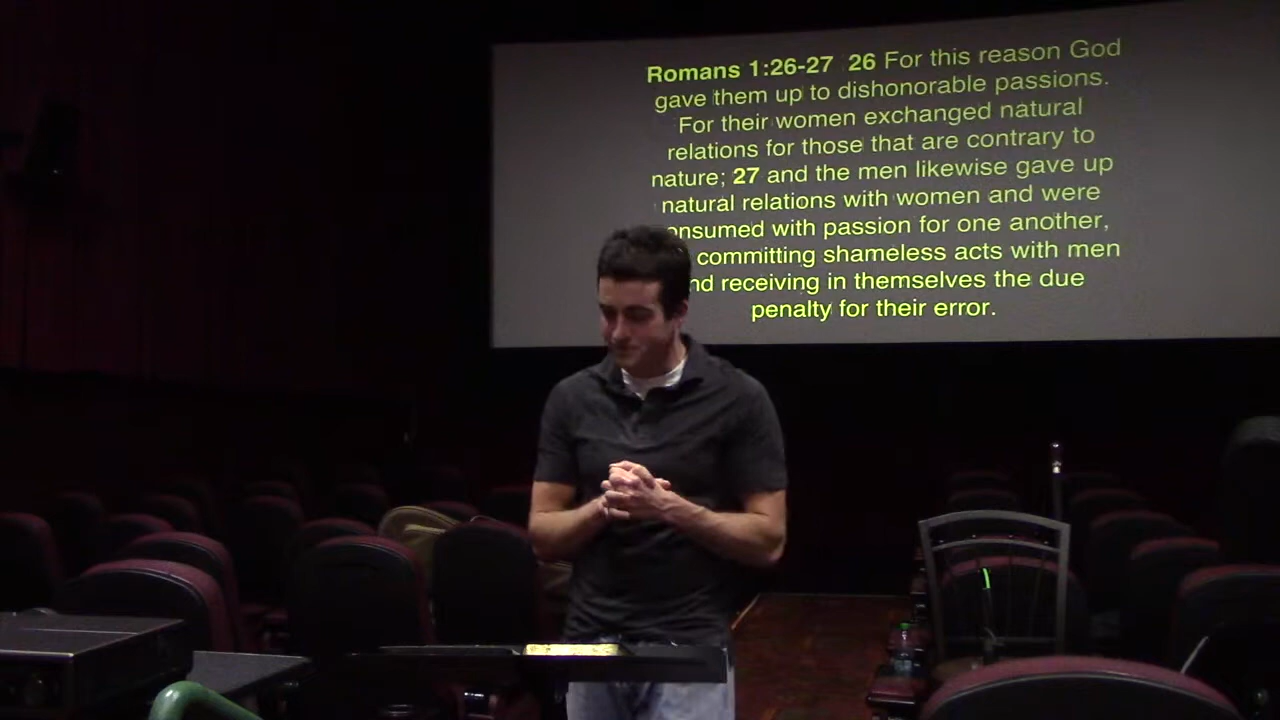 Romans 1:26-27 26 For this reason God
gave them up to dishonorable passions.
For their women exchanged natural
relations for those that are contrary to
nature; 27 and the men likewise gave up
natural relations with women and were
onsumed with passion for one another,
committing shameless acts with men
nd receiving in themselves the due
penalty for their error.